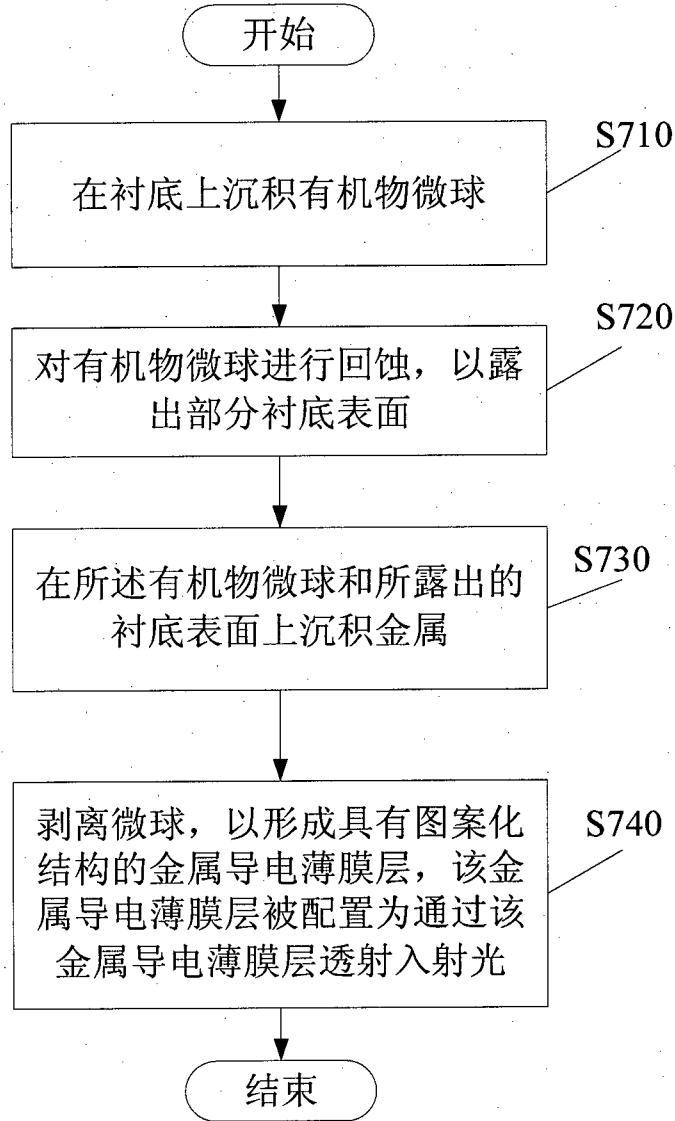 开始
S710
在衬底上沉积有机物微球
S720
对有机物微球进行回蚀，以露
出部分衬底表面
S730
在所述有机物微球和所露出的
衬底表面上沉积金属
剥离微球，以形成具有图案化
S740
结构的金属导电薄膜层，该金
属导电薄膜层被配置为通过该
金属导电薄膜层透射入射光
结束